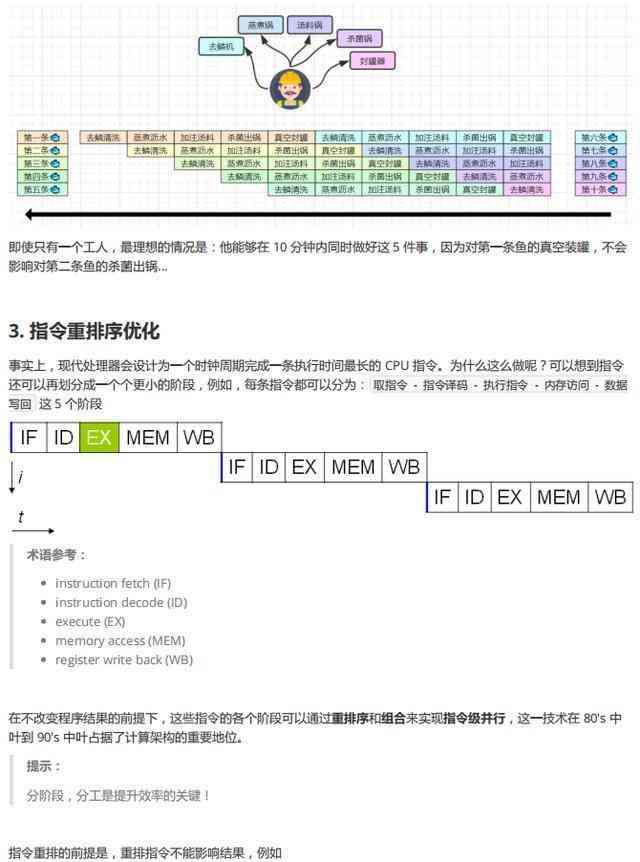 蒸煮锅 汤料锅
去鳞机 杀菌锅
封罐器
第一条 去鳞清洗 蒸煮沥水 加注汤料 杀菌出锅 真空封罐 去鳞清洗 蒸煮沥水 加注汤料 杀菌出锅 真空封罐 第六条
第二条 去鳞清洗 蒸煮沥水 加注汤料 杀菌出锅 真空封罐 去鳞清洗 蒸煮沥水 加注汤料 杀菌出锅 第七条
第三条 去鳞清洗 蒸煮沥水 加注汤料 杀菌出锅 真空封罐 去鳞清洗 蒸煮沥水 加注汤料 第八条
第四条 去鳞清洗 蒸煮沥水 加注汤料 杀菌出锅 真空封罐 去鳞清洗 蒸煮沥水 第九条
第五条 去鳞清洗 蒸煮沥水 加注汤料 杀菌出锅 真空封罐 去鳞清洗 第十条
即使只有一个工人，最理想的情况是：他能够在 10 分钟内同时做好这 5 件事，因为对第一条鱼的真空装罐，不会
影响对第二条鱼的杀菌出锅...
3. 指令重排序优化
事实上，现代处理器会设计为一个时钟周期完成一条执行时间最长的 CPU 指令。为什么这么做呢？可以想到指令
还可以再划分成一个个更小的阶段，例如，每条指令都可以分为： 取指令 - 指令译码 - 执行指令 - 内存访问 - 数据
写回 这 5 个阶段
IF ID EX MEM WB
IF ID EX MEM WB
i
IF ID EX MEM WB
t
术语参考：
• instruction fetch (IF)
• instruction decode (ID)
• execute (EX)
• memory access (MEM)
• register write back (WB)
在不改变程序结果的前提下，这些指令的各个阶段可以通过重排序和组合来实现指令级并行，这一技术在 80's 中
叶到 90's 中叶占据了计算架构的重要地位。
提示：
分阶段，分工是提升效率的关键！
指令重排的前提是，重排指令不能影响结果，例如